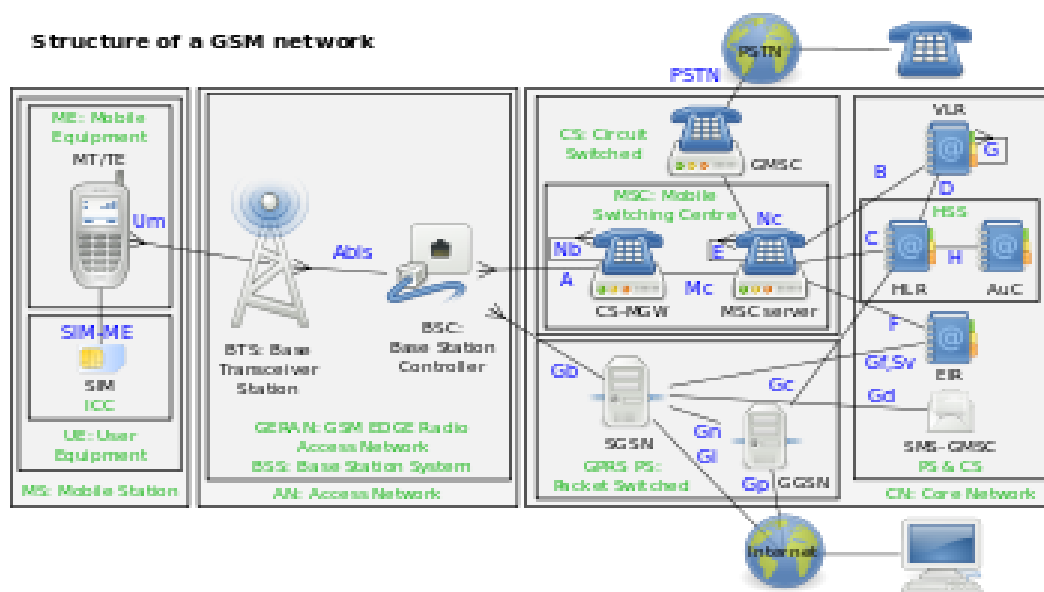 Structure of a GSM network
PSTN
PSTN
ME: Mobile
Equipment
MT/TE
Um
SIM-ME
SIM
ICC
UE: User
Equipment
MS: Mobile Station
Abis
BTS: Base
Transceiver
Station
BSC:
Base Station
Controller
GERAN: GSM EDGE Radio
Access Network
BSS: Base Station System
AN: Access Network
CS: Circuit
Switched
GMSC
MSC: Mobile
Switching Centre
Nc
Nb
E
A
Mc
CS-MGW
MSC server
VLR
G
B
D
HSS
C
H
HLR
AuC
F
Gf,Sv
EIR
Gb
Gc
Gd
Gn
Gi
SGSN
SMS-GMSC
GPRS PS:
Packet Switched
Gp
GGSN
PS & CS
CN: Core Network
Internet